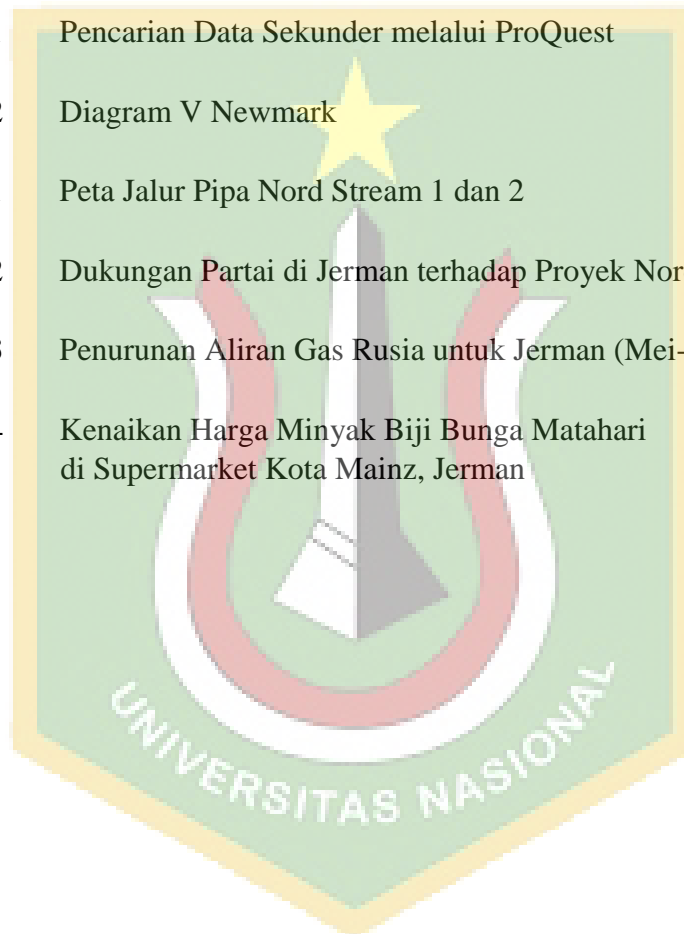 Pencarian Data Sekunder melalui ProQuest
2 Diagram V Newmark
Peta Jalur Pipa Nord Stream 1 dan 2
2 Dukungan Partai di Jerman terhadap Proyek Nor
Penurunan Aliran Gas Rusia untuk Jerman (Mei-
Kenaikan Harga Minyak Biji Bunga Matahari
di Supermarket Kota Mainz, Jerman
UNIVERSITAS NASIONAL